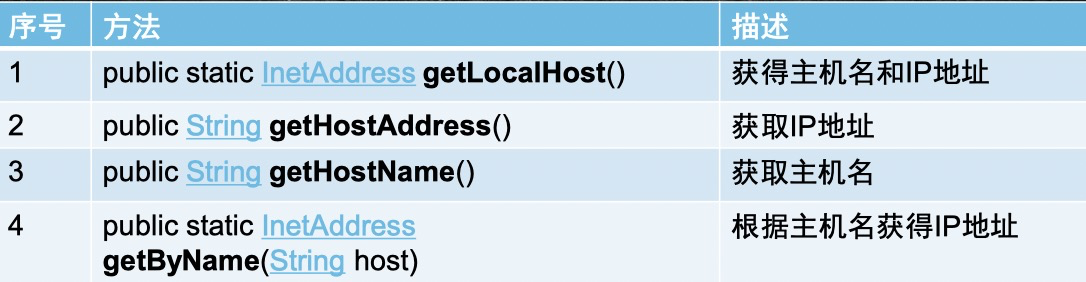 序号 方法 描述
1 public static InetAddress getLocalHost() 获得主机名和IP地址
2 public String getHostAddress() 获取IP地址
3 public String getHostName() 获取主机名
4 public static InetAddress 根据主机名获得IP地址
getByName(String host)